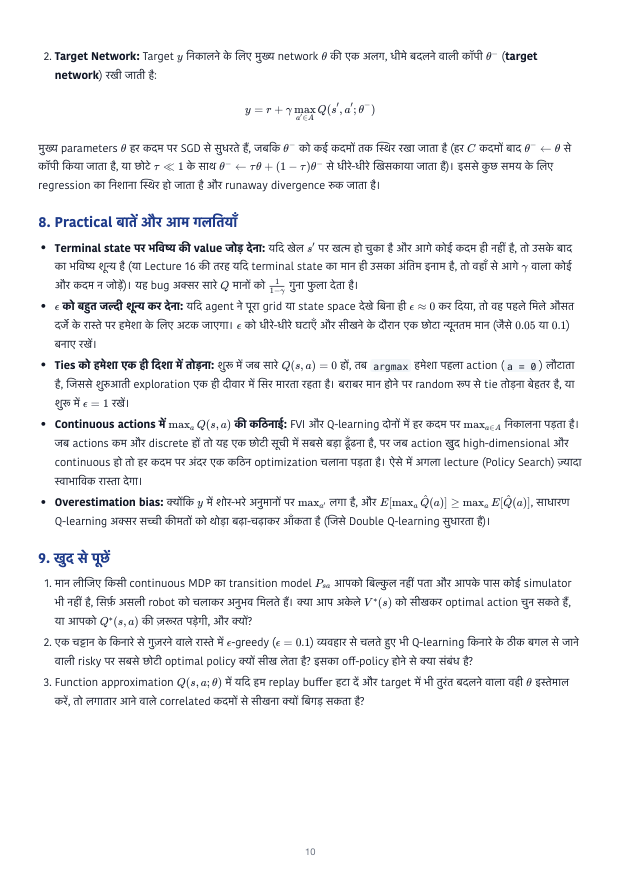 2. Target Network: Target y निकालने के लिए मुख्य network θ की एक अलग, धीमे बदलने वाली कॉपी θ⁻ (target
network) रखी जाती है:
y = r + γ max_{a′∈A} Q(s′, a′; θ⁻)
मुख्य parameters θ हर कदम पर SGD से सुधरते हैं, जबकि θ⁻ को कई कदमों तक स्थिर रखा जाता है (हर C कदमों बाद θ⁻ ← θ से
कॉपी किया जाता है, या छोटे τ ≪ 1 के साथ θ⁻ ← τθ + (1 − τ)θ⁻ से धीरे-धीरे खिसकाया जाता है)। इससे कुछ समय के लिए
regression का निशाना स्थिर हो जाता है और runaway divergence रुक जाता है।
8. Practical बातें और आम गलतियाँ
• Terminal state पर भविष्य की value जोड़ देना: यदि खेल s′ पर खत्म हो चुका है और आगे कोई कदम ही नहीं है, तो उसके बाद
का भविष्य शून्य है (या Lecture 16 की तरह यदि terminal state का मान ही उसका अंतिम इनाम है, तो वहाँ से आगे γ वाला कोई
और कदम न जोड़ें)। यह bug अक्सर सारे Q मानों को 1/(1−γ) गुना फुला देता है।
• ϵ को बहुत जल्दी शून्य कर देना: यदि agent ने पूरा grid या state space देखे बिना ही ϵ ≈ 0 कर दिया, तो वह पहले मिले औसत
दर्जे के रास्ते पर हमेशा के लिए अटक जाएगा। ϵ को धीरे-धीरे घटाएँ और सीखने के दौरान एक छोटा न्यूनतम मान (जैसे 0.05 या 0.1)
बनाए रखें।
• Ties को हमेशा एक ही दिशा में तोड़ना: शुरू में जब सारे Q(s, a) = 0 हों, तब argmax हमेशा पहला action (a = 0) लौटाता
है, जिससे शुरुआती exploration एक ही दीवार में सिर मारता रहता है। बराबर मान होने पर random रूप से tie तोड़ना बेहतर है, या
शुरू में ϵ = 1 रखें।
• Continuous actions में max_a Q(s, a) की कठिनाई: FVI और Q-learning दोनों में हर कदम पर max_{a∈A} निकालना पड़ता है।
जब actions कम और discrete हों तो यह एक छोटी सूची में सबसे बड़ा ढूँढना है, पर जब action खुद high-dimensional और
continuous हो तो हर कदम पर अंदर एक कठिन optimization चलाना पड़ता है। ऐसे में अगला lecture (Policy Search) ज़्यादा
स्वाभाविक रास्ता देगा।
• Overestimation bias: क्योंकि y में शोर-भरे अनुमानों पर max_{a′} लगा है, और E[max_a Q̂(a)] ≥ max_a E[Q̂(a)], साधारण
Q-learning अक्सर सच्ची कीमतों को थोड़ा बढ़ा-चढ़ाकर आँकता है (जिसे Double Q-learning सुधारता है)।
9. खुद से पूछें
1. मान लीजिए किसी continuous MDP का transition model P_{sa} आपको बिल्कुल नहीं पता और आपके पास कोई simulator
भी नहीं है, सिर्फ़ असली robot को चलाकर अनुभव मिलते हैं। क्या आप अकेले V*(s) को सीखकर optimal action चुन सकते हैं,
या आपको Q*(s, a) की ज़रूरत पड़ेगी, और क्यों?
2. एक चट्टान के किनारे से गुज़रने वाले रास्ते में ϵ-greedy (ϵ = 0.1) व्यवहार से चलते हुए भी Q-learning किनारे के ठीक बगल से जाने
वाली risky पर सबसे छोटी optimal policy क्यों सीख लेता है? इसका off-policy होने से क्या संबंध है?
3. Function approximation Q(s, a; θ) में यदि हम replay buffer हटा दें और target में भी तुरंत बदलने वाला वही θ इस्तेमाल
करें, तो लगातार आने वाले correlated कदमों से सीखना क्यों बिगड़ सकता है?
10